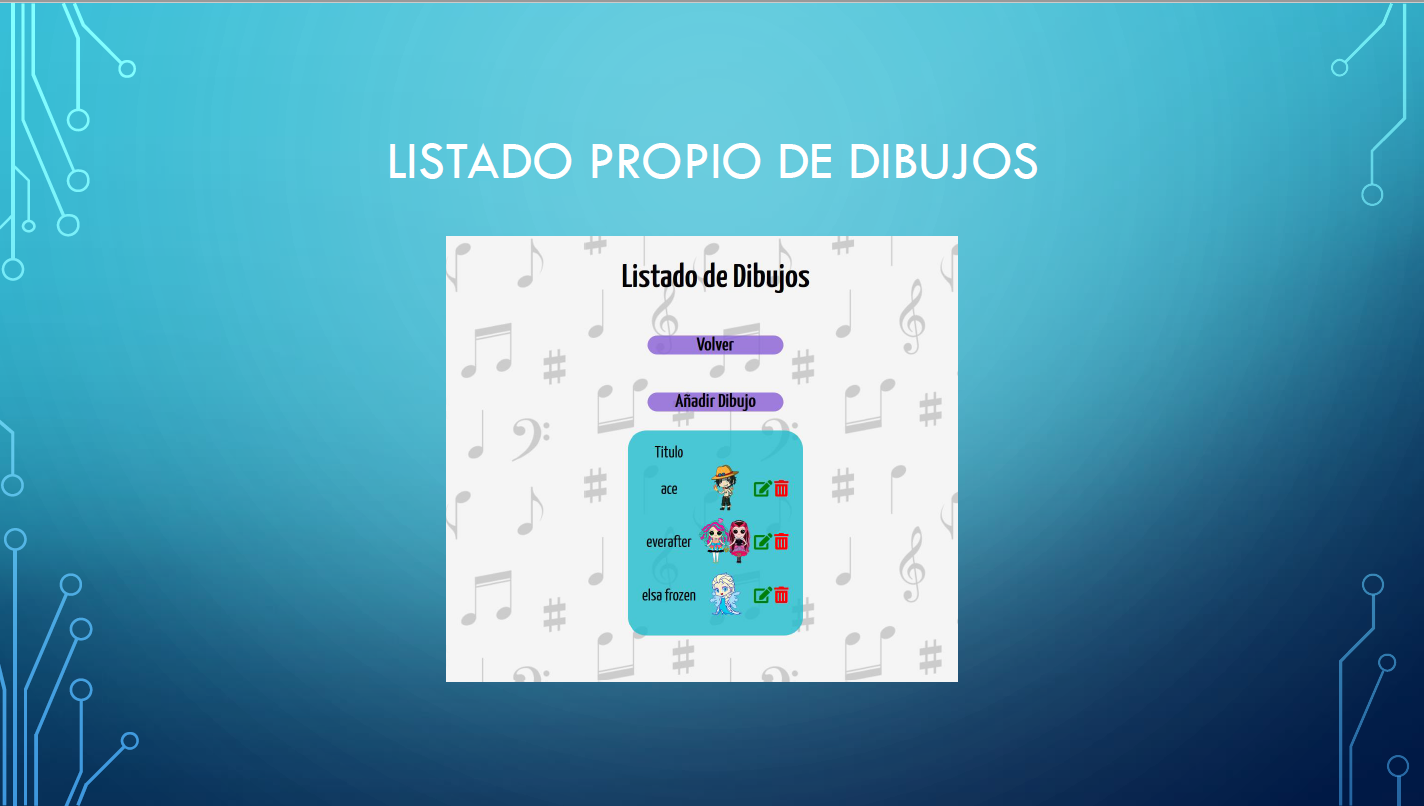 LISTADO PROPIO DE DIBUJOS
Listado de Dibujos
Volver
Añadir Dibujo
Titulo
ace
everafter
elsa frozen